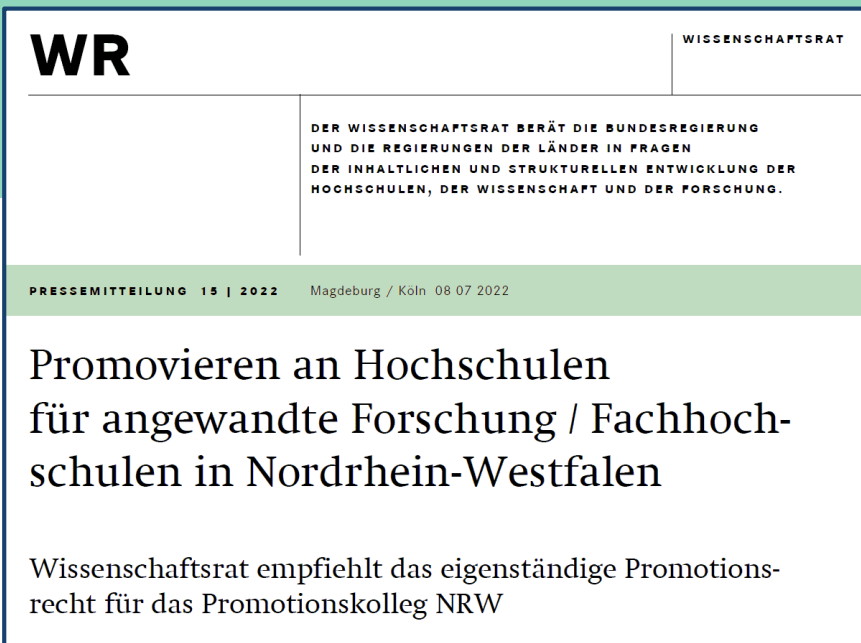 WR
WISSENSCHAFTSRAT
DER WISSENSCHAFTSRAT BERÄT DIE BUNDESREGIERUNG
UND DIE REGIERUNGEN DER LÄNDER IN FRAGEN
DER INHALTLICHEN UND STRUKTURELLEN ENTWICKLUNG DER
HOCHSCHULEN, DER WISSENSCHAFT UND DER FORSCHUNG.
PRESSEMITTEILUNG 15 | 2022 Magdeburg / Köln 08 07 2022
Promovieren an Hochschulen
für angewandte Forschung / Fachhoch-
schulen in Nordrhein-Westfalen
Wissenschaftsrat empfiehlt das eigenständige Promotions-
recht für das Promotionskolleg NRW